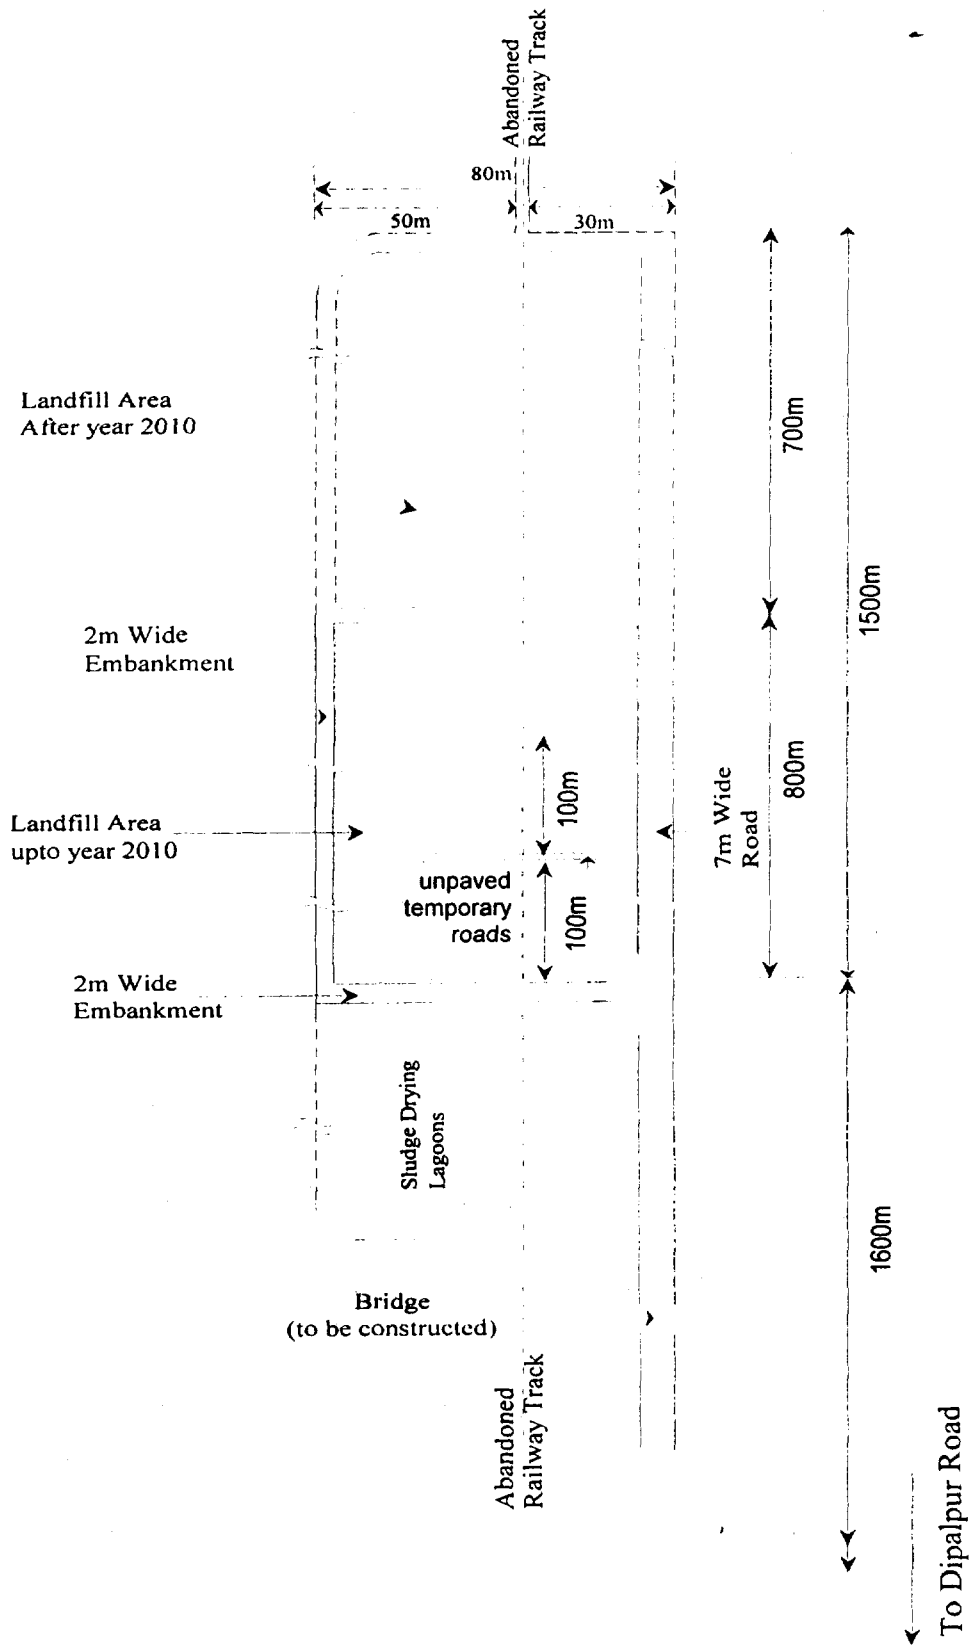 Abandoned
Railway Track
80m
50m
30m
Landfill Area
After year 2010
700m
1500m
2m Wide
Embankment
800m
7m Wide
Road
100m
Landfill Area
upto year 2010
unpaved
temporary
roads
100m
2m Wide
Embankment
Sludge Drying
Lagoons
1600m
Bridge
(to be constructed)
Abandoned
Railway Track
To Dipalpur Road